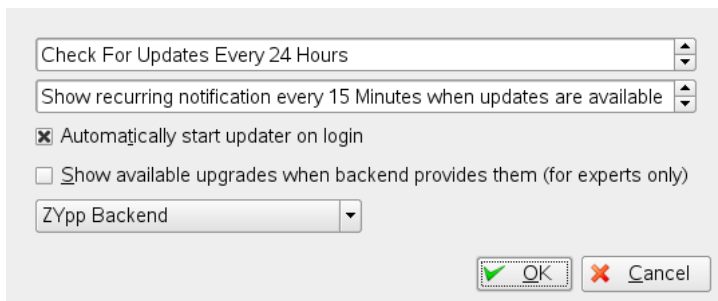 Check For Updates Every 24 Hours
Show recurring notification every 15 Minutes when updates are available
Automatically start updater on login
Show available upgrades when backend provides them (for experts only)
ZYpp Backend
OK Cancel